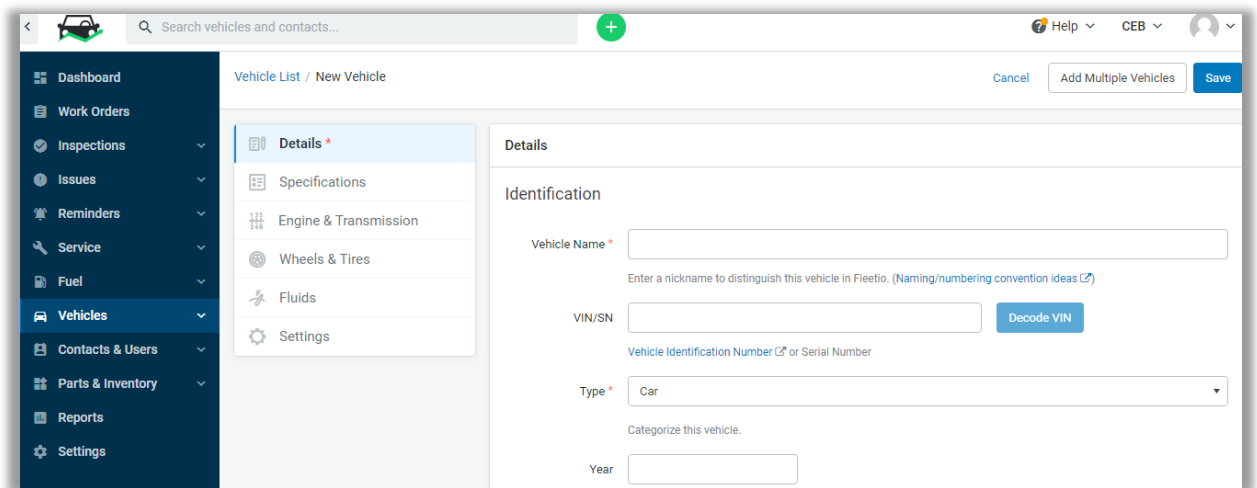 Search vehicles and contacts...
Help
CEB
Dashboard
Work Orders
Inspections
Issues
Reminders
Service
Fuel
Vehicles
Contacts & Users
Parts & Inventory
Reports
Settings
Vehicle List / New Vehicle
Cancel
Add Multiple Vehicles
Save
Details *
Specifications
Engine & Transmission
Wheels & Tires
Fluids
Settings
Details
Identification
Vehicle Name *
Enter a nickname to distinguish this vehicle in Fleetio. (Naming/numbering convention ideas)
VIN/SN
Decode VIN
Vehicle Identification Number or Serial Number
Type *
Car
Categorize this vehicle.
Year